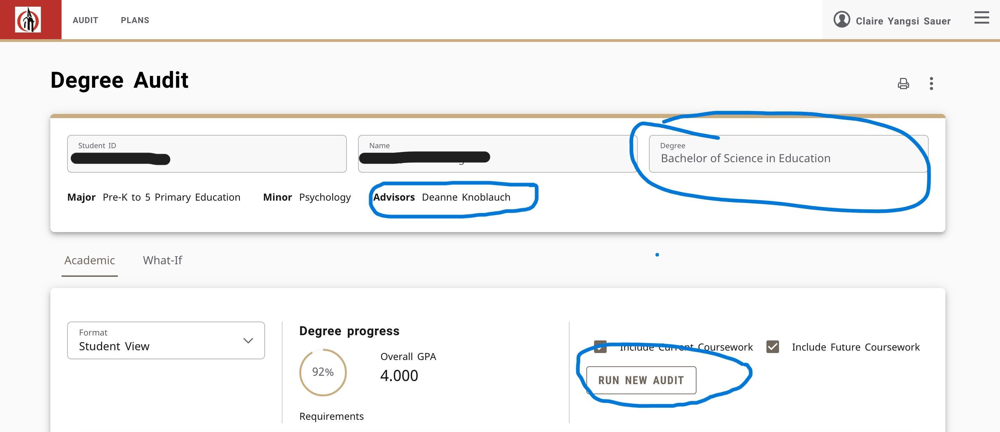 AUDIT PLANS Claire Yangsi Sauer
Degree Audit
Student ID Name Degree
Bachelor of Science in Education
Major Pre-K to 5 Primary Education Minor Psychology Advisors Deanne Knoblauch
Academic What-If
Format
Student View
Degree progress
92%
Overall GPA
4.000
Requirements
Include Current Coursework Include Future Coursework
RUN NEW AUDIT